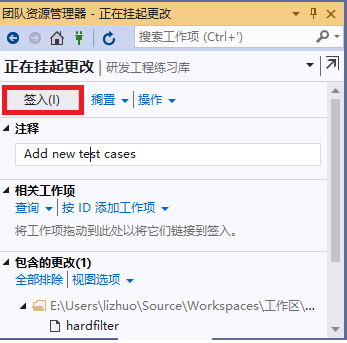 团队资源管理器 - 正在挂起更改
搜索工作项 (Ctrl+')
正在挂起更改 | 研发工程练习库
签入(I) 搁置 操作
注释
Add new test cases
相关工作项
查询 | 按 ID 添加工作项
将工作项拖动到此处以将它们链接到签入。
包含的更改(1)
全部排除 | 视图选项
E:\Users\lizhuo\Source\Workspaces\工作区\...
hardfilter